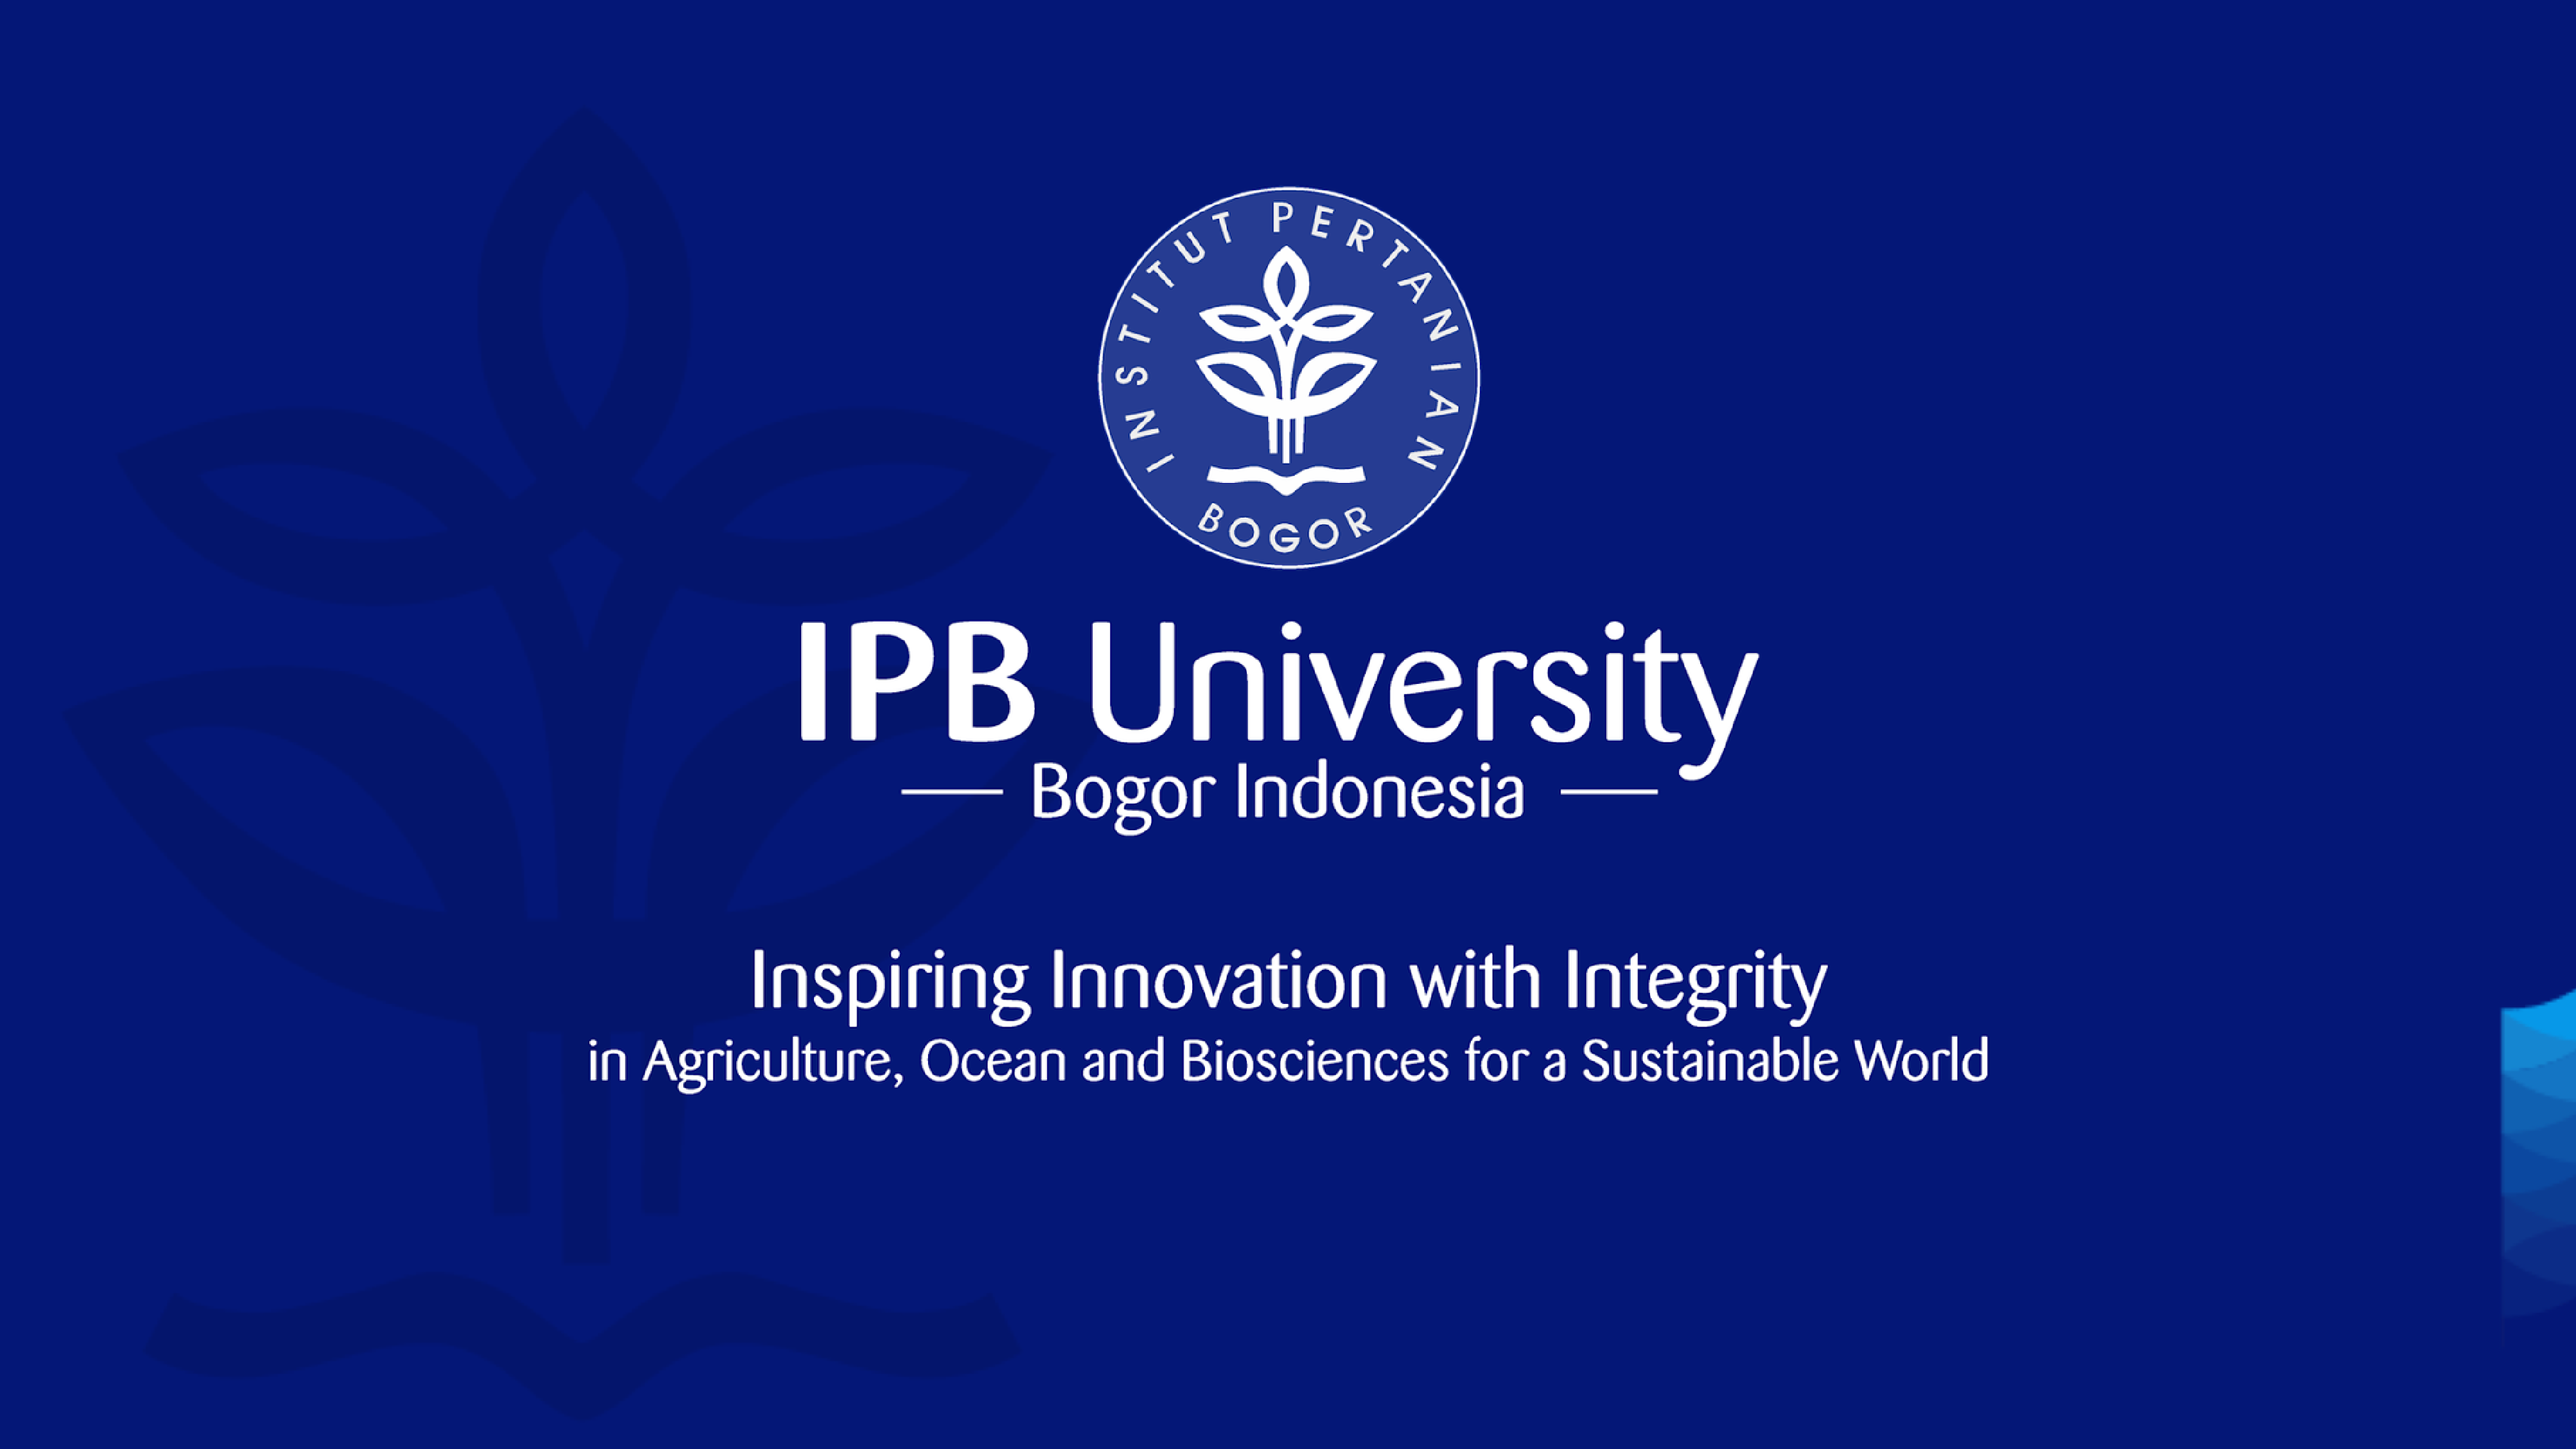 INSTITUT PERTANIAN
BOGOR
IPB University
Bogor Indonesia
Inspiring Innovation with Integrity
in Agriculture, Ocean and Biosciences for a Sustainable World